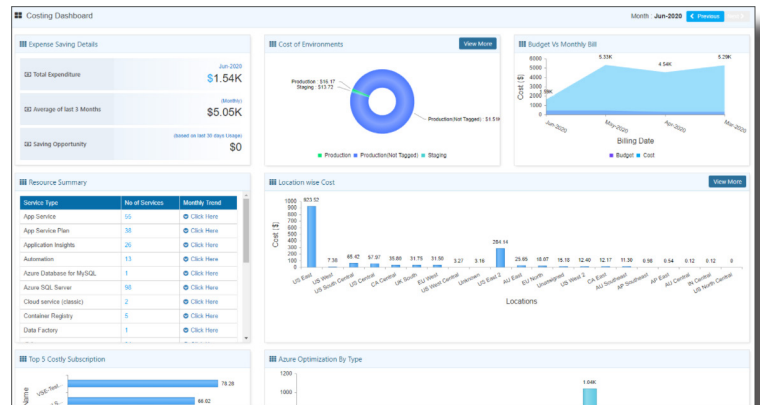 Costing Dashboard
Month : Jun-2020
Previous
Expense Saving Details
Total Expenditure
Jun-2020
$1.54K
Average of last 3 Months
(Monthly)
$5.05K
Saving Opportunity
(based on last 30 days Usage)
$0
Cost of Environments
View More
Production : $16.17
Staging : $13.72
Production(Not Tagged) : $1.51K
Production
Production(Not Tagged)
Staging
Budget Vs Monthly Bill
6000
5000
4000
3000
2000
1000
0
Cost ($)
5.31K
4.54K
5.29K
Jun-2020
May-2020
Apr-2020
Mar-2020
Billing Date
Budget
Cost
Resource Summary
Service Type No of Services Monthly Trend
App Service 55 Click Here
App Service Plan 38 Click Here
Application Insights 26 Click Here
Automation 13 Click Here
Azure Database for MySQL 1 Click Here
Azure SQL Server 98 Click Here
Cloud service (classic) 2 Click Here
Container Registry 5 Click Here
Data Factory 1 Click Here
Location wise Cost
View More
1000
900
800
700
600
500
400
300
200
100
0
Cost ($)
923.52
7.38
65.42
57.97
35.80
31.75
31.50
3.27
3.16
284.14
25.65
18.97
15.18
12.40
12.17
11.30
0.98
0.54
0.12
0.12
0
US East
US West
US South Central
US Central
CA Central
UK South
EU West
US West Central
Unknown
US East 2
AU East
EU North
Unassigned
US West 2
CA East
AU Southeast
AP Southeast
AP East
AU Central
IN Central
US North Central
Locations
Top 5 Costly Subscription
78.26
66.02
Name
Azure Optimization By Type
1200
1000
1.04K